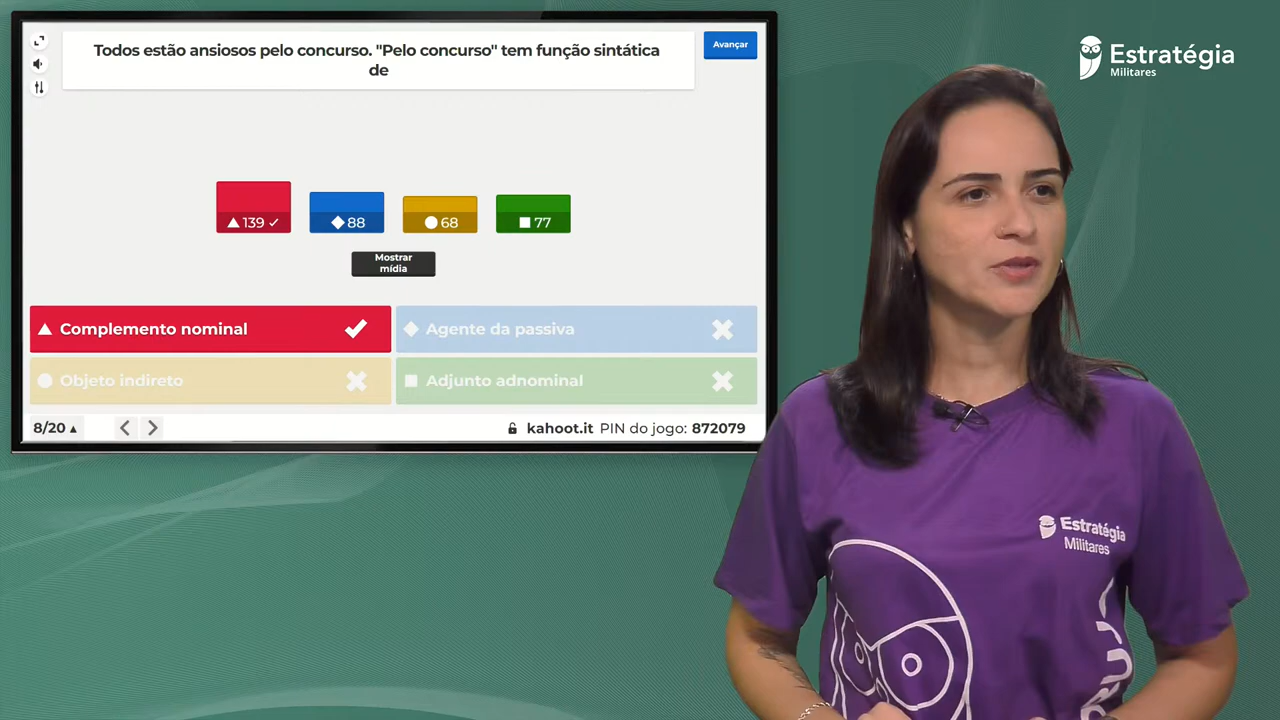 Todos estão ansiosos pelo concurso. "Pelo concurso" tem função sintática
de
Avançar
139
88
68
77
Mostrar
mídia
Complemento nominal
Agente da passiva
Objeto indireto
Adjunto adnominal
8/20
kahoot.it PIN do jogo: 872079
Estratégia
Militares
Estratégia
Militares